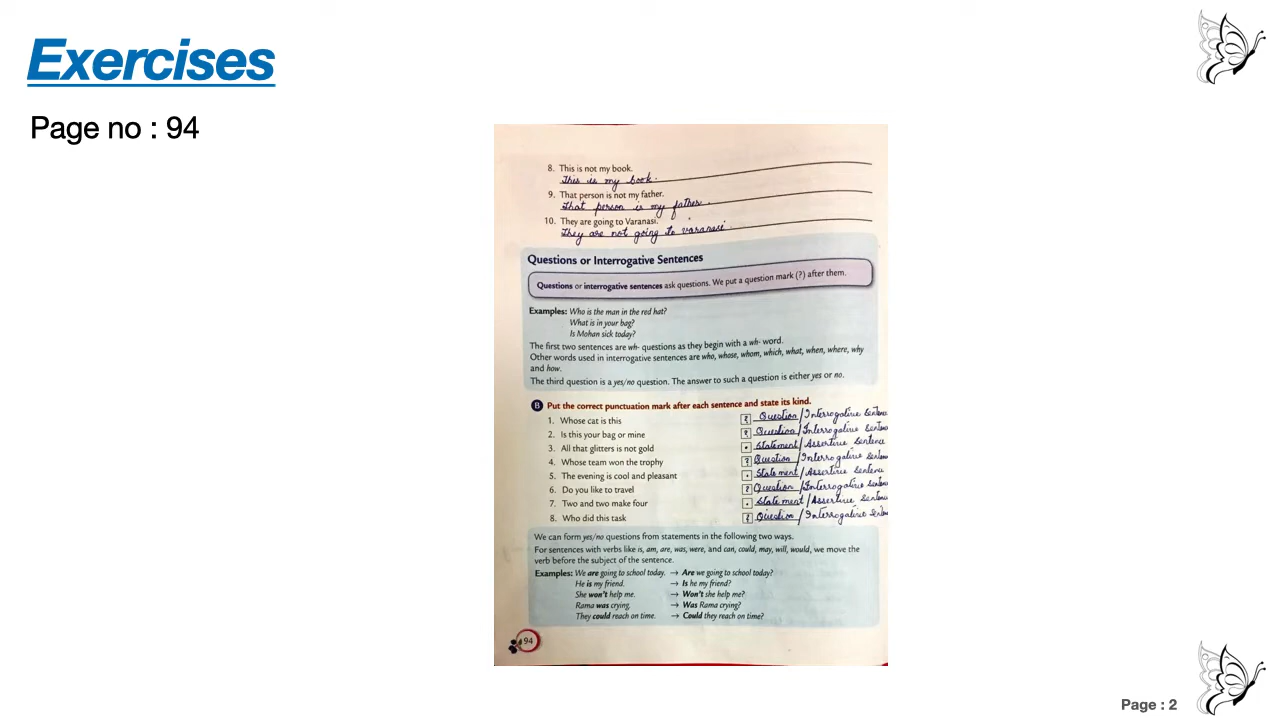 Exercises
Page no : 94
8. This is not my book.
This is my book.
9. That person is not my father.
That person is my father.
10. They are going to Varanasi.
They are not going to varanasi.
Questions or Interrogative Sentences
Questions or interrogative sentences ask questions. We put a question mark (?) after them.
Examples: Who is the man in the red hat?
What is in your bag?
Is Mohan sick today?
The first two sentences are wh- questions as they begin with a wh- word.
Other words used in interrogative sentences are who, whose, whom, which, what, when, where, why
and how.
The third question is a yes/no question. The answer to such a question is either yes or no.
B Put the correct punctuation mark after each sentence and state its kind.
1. Whose cat is this ? Question/Interrogative Sentenc
2. Is this your bag or mine ? Question/Interrogative Senten
3. All that glitters is not gold . Statement/Assertive Sentenc
4. Whose team won the trophy ? Question/Interrogative Senten
5. The evening is cool and pleasant . Statement/Assertive Sentenc
6. Do you like to travel ? Question/Interrogative Senten
7. Two and two make four . Statement/Assertive Sentenc
8. Who did this task ? Question/Interrogative Senten
We can form yes/no questions from statements in the following two ways.
For sentences with verbs like is, am, are, was, were, and can, could, may, will, would, we move the
verb before the subject of the sentence.
Examples: We are going to school today. → Are we going to school today?
He is my friend. → Is he my friend?
She won't help me. → Won't she help me?
Rama was crying. → Was Rama crying?
They could reach on time. → Could they reach on time?
94
Page : 2